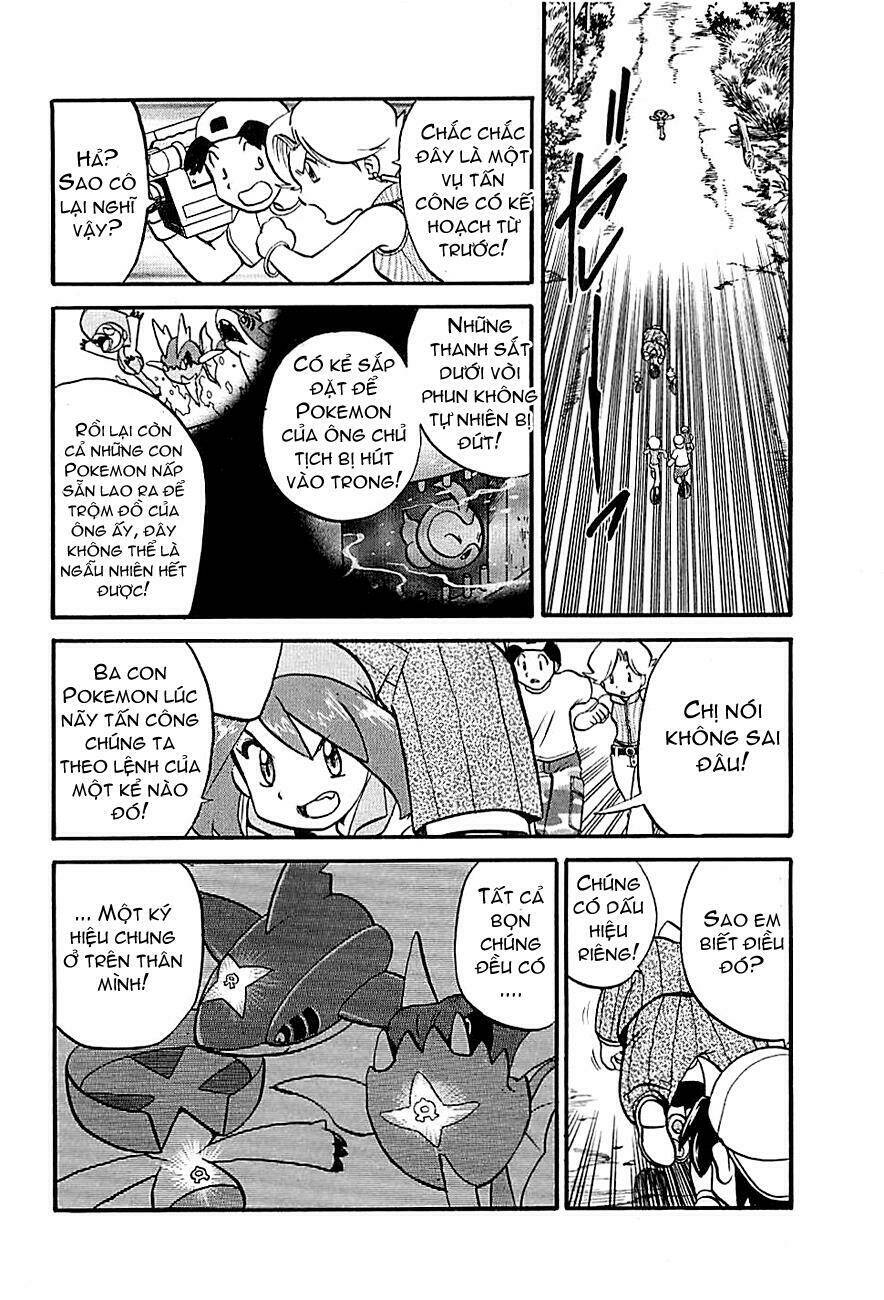 ダダーッ
CHẮC CHẮC
ĐÂY LÀ MỘT
VỤ TẤN
CÔNG CÓ KẾ
HOẠCH TỪ
TRƯỚC!
HẢ?
SAO CÔ
LẠI NGHĨ
VẬY?
NHỮNG
THANH SẮT
DƯỚI VÒI
PHUN KHÔNG
TỰ NHIÊN BỊ
ĐỨT!
CÓ KẺ SẮP
ĐẶT ĐỂ
POKEMON
CỦA ÔNG CHỦ
TỊCH BỊ HÚT
VÀO TRONG!
RỒI LẠI CÒN
CẢ NHỮNG CON
POKEMON NẤP
SẴN LAO RA ĐỂ
TRỘM ĐỒ CỦA
ÔNG ẤY, ĐÂY
KHÔNG THỂ LÀ
NGẪU NHIÊN HẾT
ĐƯỢC!
CHỊ NÓI
KHÔNG SAI
ĐÂU!
BA CON
POKEMON LÚC
NÃY TẤN CÔNG
CHÚNG TA
THEO LỆNH CỦA
MỘT KẺ NÀO
ĐÓ!
SAO EM
BIẾT ĐIỀU
ĐÓ?
CHÚNG
CÓ DẤU
HIỆU
RIÊNG!
TẤT CẢ
BỌN
CHÚNG
ĐỀU CÓ
....
... MỘT KÝ
HIỆU CHUNG
Ở TRÊN THÂN
MÌNH!